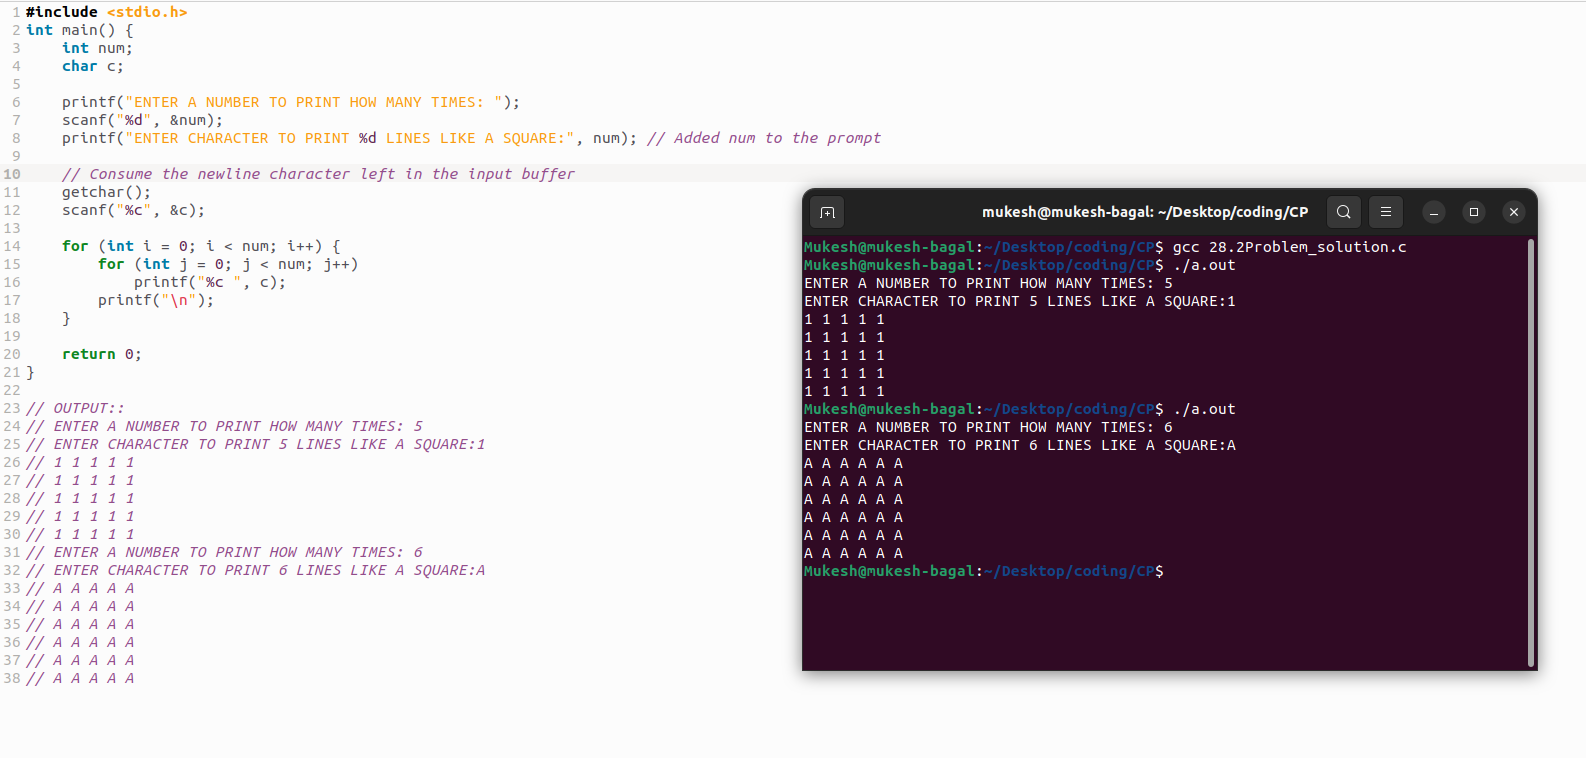 1 #include <stdio.h>
2 int main() {
3     int num;
4     char c;
5
6     printf("ENTER A NUMBER TO PRINT HOW MANY TIMES: ");
7     scanf("%d", &num);
8     printf("ENTER CHARACTER TO PRINT %d LINES LIKE A SQUARE:", num); // Added num to the prompt
9
10     // Consume the newline character left in the input buffer
11     getchar();
12     scanf("%c", &c);
13
14     for (int i = 0; i < num; i++) {
15         for (int j = 0; j < num; j++)
16             printf("%c ", c);
17         printf("\n");
18     }
19
20     return 0;
21 }
22
23 // OUTPUT::
24 // ENTER A NUMBER TO PRINT HOW MANY TIMES: 5
25 // ENTER CHARACTER TO PRINT 5 LINES LIKE A SQUARE:1
26 // 1 1 1 1 1
27 // 1 1 1 1 1
28 // 1 1 1 1 1
29 // 1 1 1 1 1
30 // 1 1 1 1 1
31 // ENTER A NUMBER TO PRINT HOW MANY TIMES: 6
32 // ENTER CHARACTER TO PRINT 6 LINES LIKE A SQUARE:A
33 // A A A A A
34 // A A A A A
35 // A A A A A
36 // A A A A A
37 // A A A A A
38 // A A A A A
mukesh@mukesh-bagal: ~/Desktop/coding/CP
Mukesh@mukesh-bagal:~/Desktop/coding/CP$ gcc 28.2Problem_solution.c
Mukesh@mukesh-bagal:~/Desktop/coding/CP$ ./a.out
ENTER A NUMBER TO PRINT HOW MANY TIMES: 5
ENTER CHARACTER TO PRINT 5 LINES LIKE A SQUARE:1
1 1 1 1 1
1 1 1 1 1
1 1 1 1 1
1 1 1 1 1
1 1 1 1 1
Mukesh@mukesh-bagal:~/Desktop/coding/CP$ ./a.out
ENTER A NUMBER TO PRINT HOW MANY TIMES: 6
ENTER CHARACTER TO PRINT 6 LINES LIKE A SQUARE:A
A A A A A A
A A A A A A
A A A A A A
A A A A A A
A A A A A A
A A A A A A
Mukesh@mukesh-bagal:~/Desktop/coding/CP$